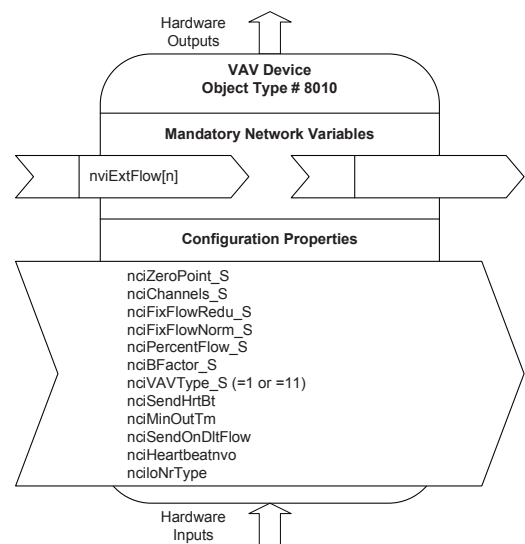 Hardware
Outputs
VAV Device
Object Type # 8010
Mandatory Network Variables
nviExtFlow[n]
Configuration Properties
nciZeroPoint_S
nciChannels_S
nciFixFlowRedu_S
nciFixFlowNorm_S
nciPercentFlow_S
nciBFactor_S
nciVAVType_S (=1 or =11)
nciSendHrtBt
nciMinOutTm
nciSendOnDltFlow
nciHeartbeatnvo
nciIoNrType
Hardware
Inputs